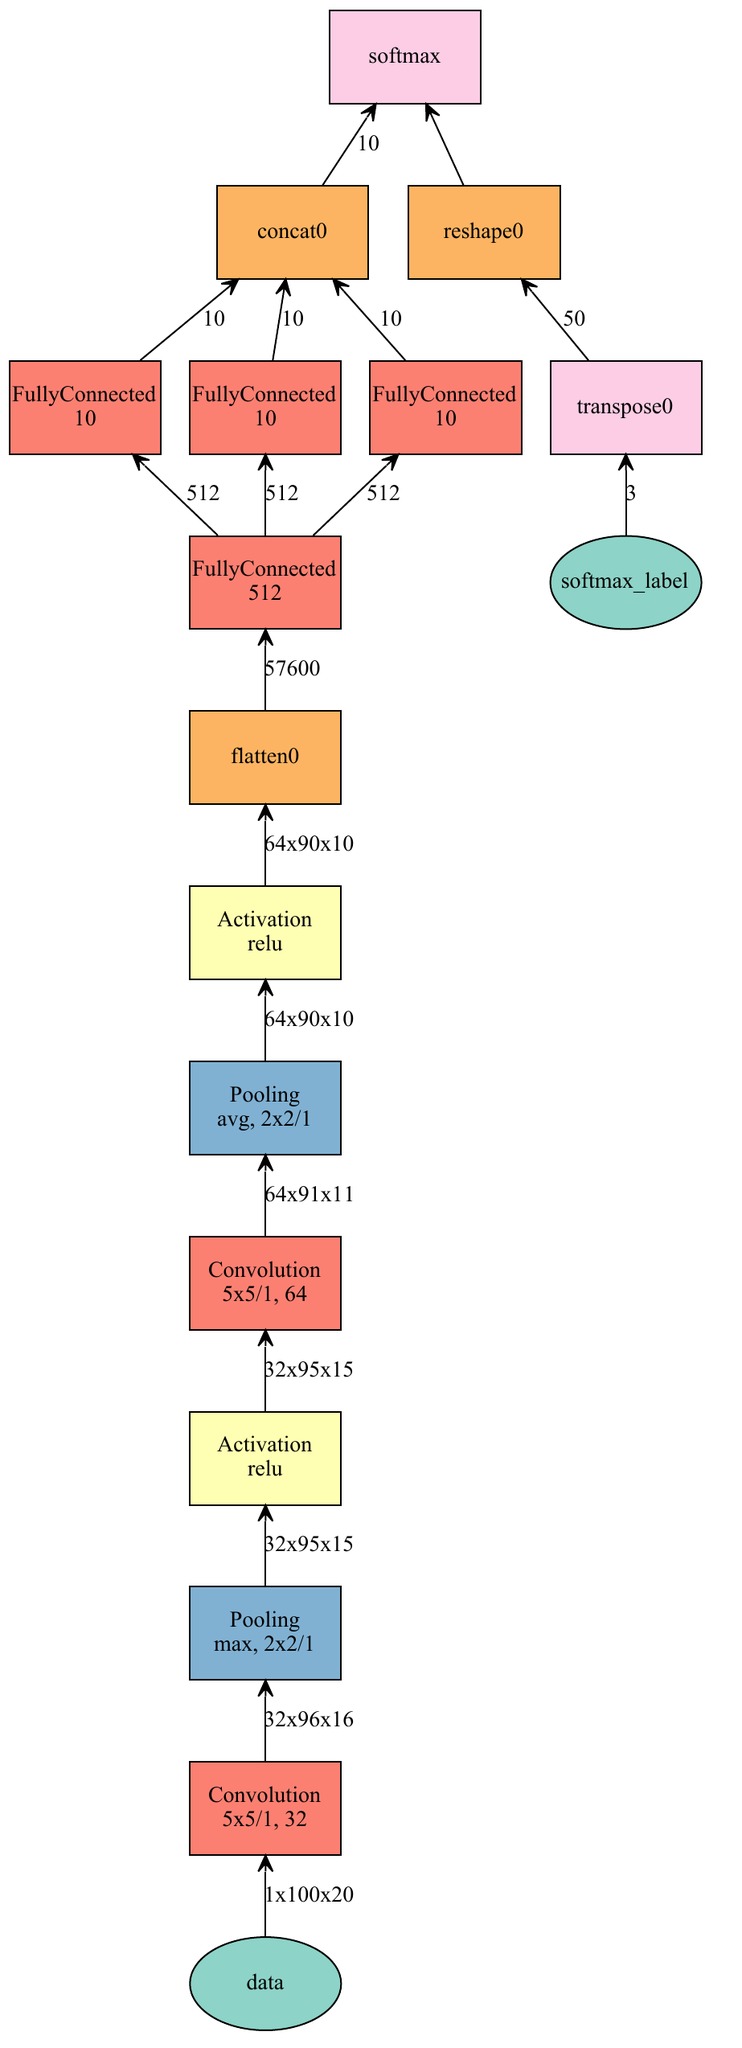 softmax
10
concat0
reshape0
10
10
10
50
FullyConnected
10
FullyConnected
10
FullyConnected
10
transpose0
512
512
512
3
FullyConnected
512
softmax_label
57600
flatten0
64x90x10
Activation
relu
64x90x10
Pooling
avg, 2x2/1
64x91x11
Convolution
5x5/1, 64
32x95x15
Activation
relu
32x95x15
Pooling
max, 2x2/1
32x96x16
Convolution
5x5/1, 32
1x100x20
data